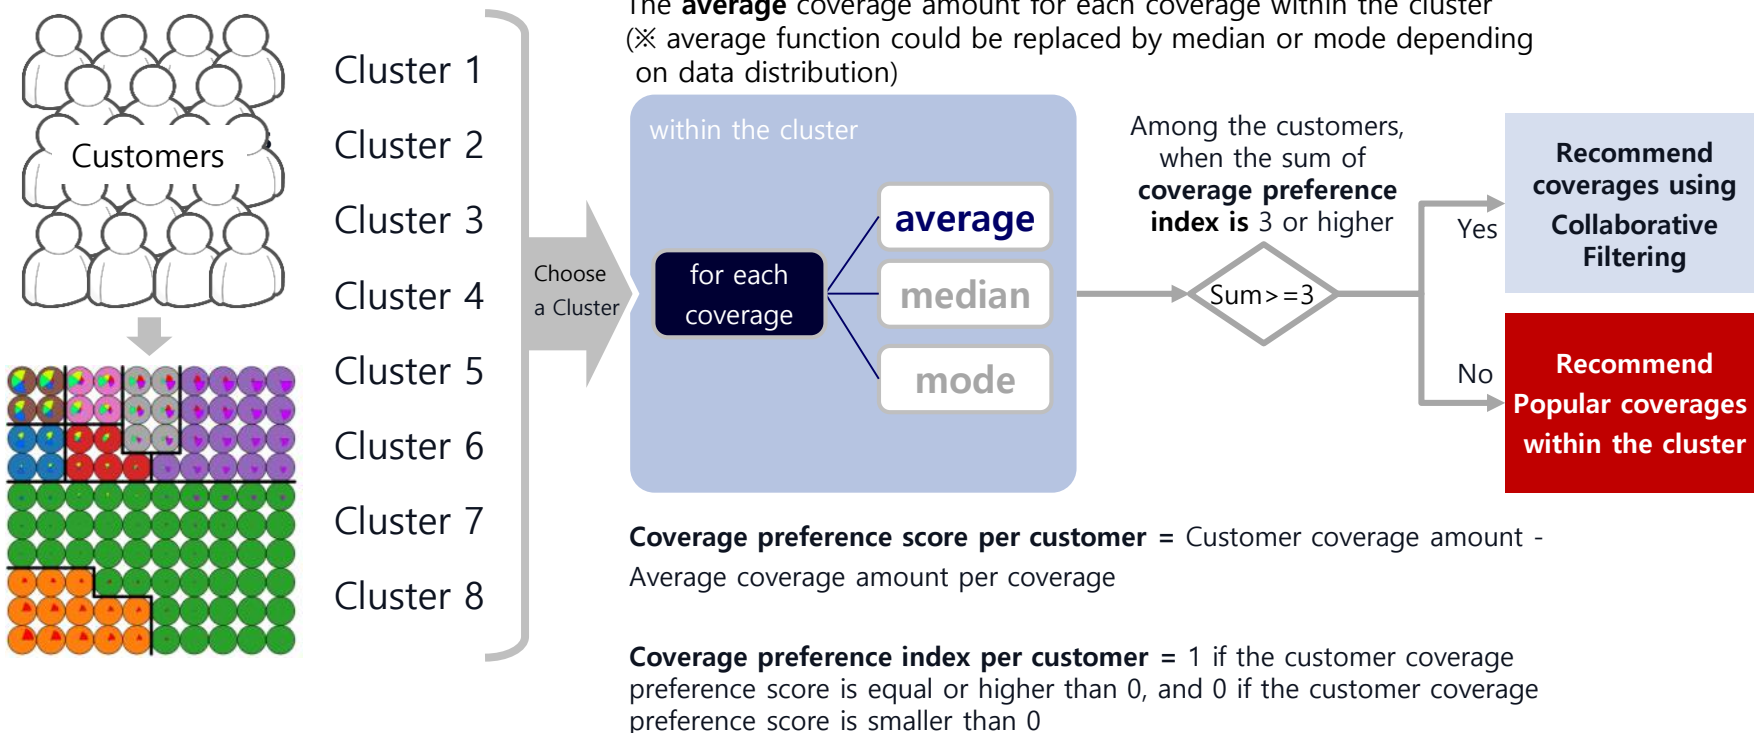 The average coverage amount for each coverage within the cluster
(※ average function could be replaced by median or mode depending
on data distribution)
Customers
Cluster 1
Cluster 2
Cluster 3
Cluster 4
Cluster 5
Cluster 6
Cluster 7
Cluster 8
Choose
a Cluster
within the cluster
for each
coverage
average
median
mode
Among the customers,
when the sum of
coverage preference
index is 3 or higher
Sum>=3
Yes
No
Recommend
coverages using
Collaborative
Filtering
Recommend
Popular coverages
within the cluster
Coverage preference score per customer = Customer coverage amount -
Average coverage amount per coverage
Coverage preference index per customer = 1 if the customer coverage
preference score is equal or higher than 0, and 0 if the customer coverage
preference score is smaller than 0